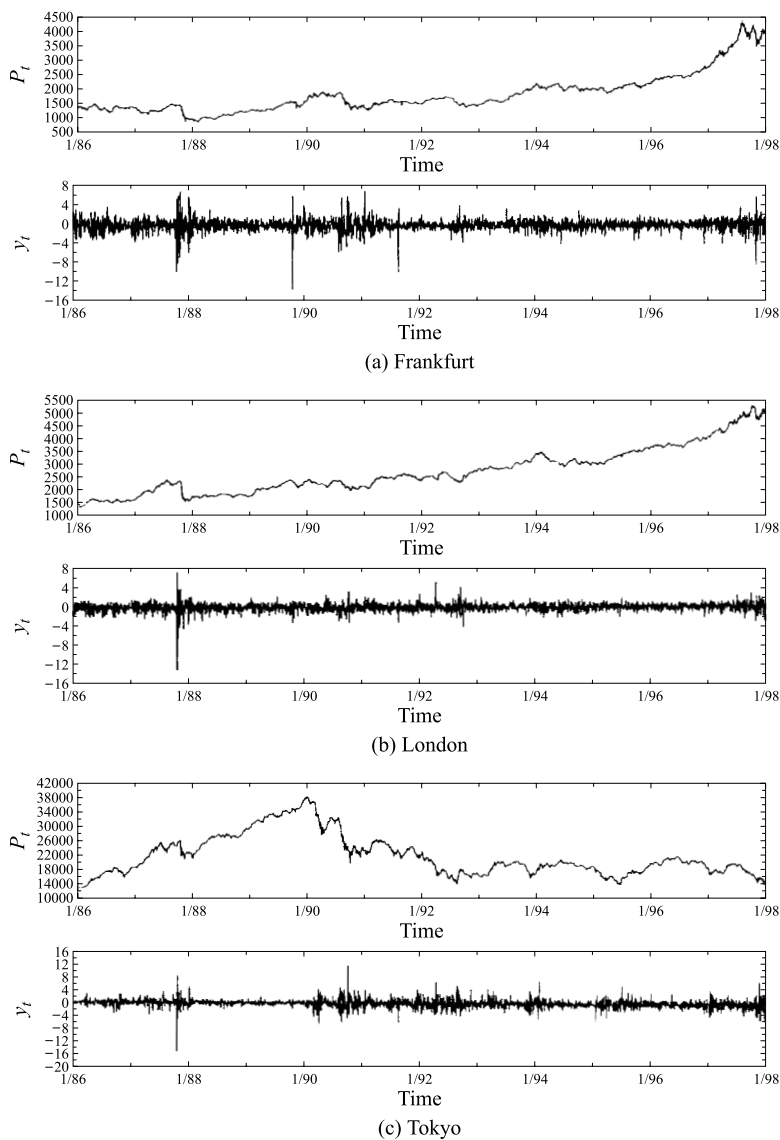 4500
4000
3500
3000
2500
2000
1500
1000
500
P_t
1/86 1/88 1/90 1/92 1/94 1/96 1/98
Time
8
4
0
−4
−8
−12
−16
y_t
1/86 1/88 1/90 1/92 1/94 1/96 1/98
Time
(a) Frankfurt
5500
5000
4500
4000
3500
3000
2500
2000
1500
1000
P_t
1/86 1/88 1/90 1/92 1/94 1/96 1/98
Time
8
4
0
−4
−8
−12
−16
y_t
1/86 1/88 1/90 1/92 1/94 1/96 1/98
Time
(b) London
42000
38000
34000
30000
26000
22000
18000
14000
10000
P_t
1/86 1/88 1/90 1/92 1/94 1/96 1/98
Time
16
12
8
4
0
−4
−8
−12
−16
−20
y_t
1/86 1/88 1/90 1/92 1/94 1/96 1/98
Time
(c) Tokyo